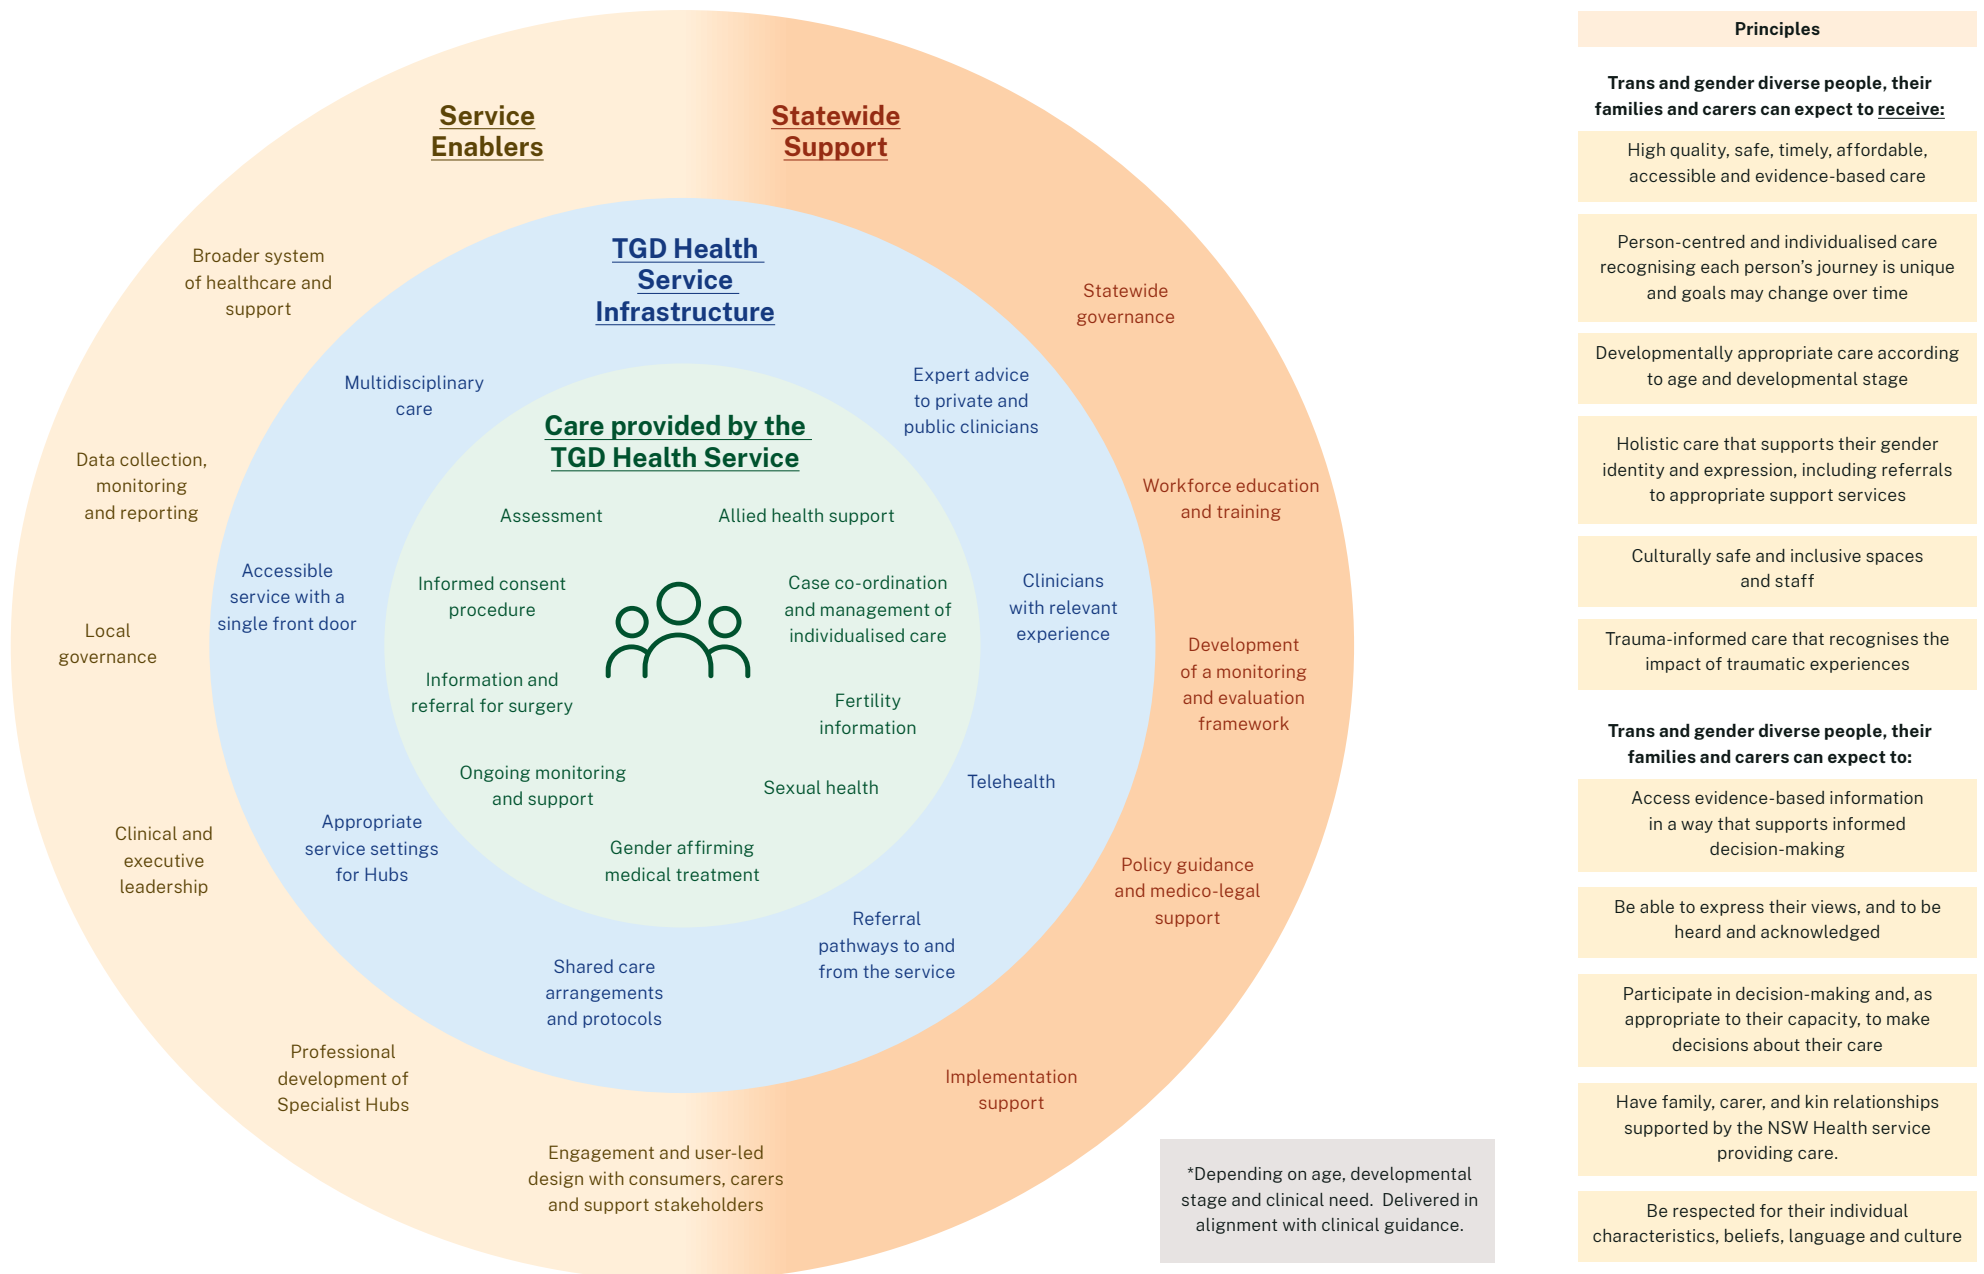 Service
Enablers
Statewide
Support
Broader system
of healthcare and
support
Data collection,
monitoring
and reporting
Local
governance
Clinical and
executive
leadership
Professional
development of
Specialist Hubs
Engagement and user-led
design with consumers, carers
and support stakeholders
Statewide
governance
Workforce education
and training
Development
of a monitoring
and evaluation
framework
Policy guidance
and medico-legal
support
Implementation
support
TGD Health
Service
Infrastructure
Multidisciplinary
care
Accessible
service with a
single front door
Appropriate
service settings
for Hubs
Shared care
arrangements
and protocols
Expert advice
to private and
public clinicians
Clinicians
with relevant
experience
Telehealth
Referral
pathways to and
from the service
Care provided by the
TGD Health Service
Assessment
Informed consent
procedure
Information and
referral for surgery
Ongoing monitoring
and support
Gender affirming
medical treatment
Allied health support
Case co-ordination
and management of
individualised care
Fertility
information
Sexual health
*Depending on age, developmental
stage and clinical need. Delivered in
alignment with clinical guidance.
Principles
Trans and gender diverse people, their
families and carers can expect to receive:
High quality, safe, timely, affordable,
accessible and evidence-based care
Person-centred and individualised care
recognising each person’s journey is unique
and goals may change over time
Developmentally appropriate care according
to age and developmental stage
Holistic care that supports their gender
identity and expression, including referrals
to appropriate support services
Culturally safe and inclusive spaces
and staff
Trauma-informed care that recognises the
impact of traumatic experiences
Trans and gender diverse people, their
families and carers can expect to:
Access evidence-based information
in a way that supports informed
decision-making
Be able to express their views, and to be
heard and acknowledged
Participate in decision-making and, as
appropriate to their capacity, to make
decisions about their care
Have family, carer, and kin relationships
supported by the NSW Health service
providing care.
Be respected for their individual
characteristics, beliefs, language and culture